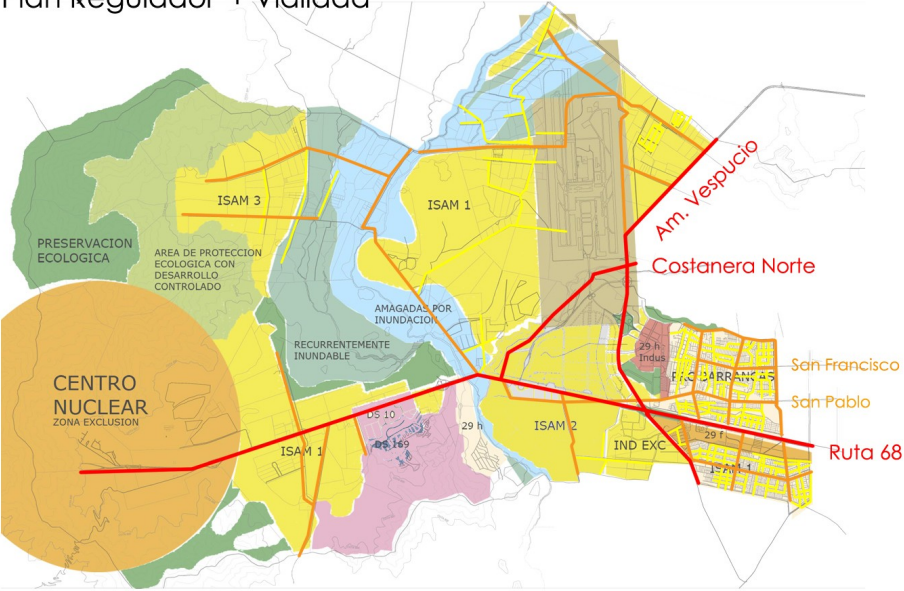 Plan Regulador + Vialidad
Am. Vespucio
ISAM 3
ISAM 1
PRESERVACION
ECOLOGICA
AREA DE PROTECCION
ECOLOGICA CON
DESARROLLO
CONTROLADO
Costanera Norte
AMAGADAS POR
INUNDACION
RECURRENTEMENTE
INUNDABLE
29 h
Indus
San Francisco
CENTRO
NUCLEAR
ZONA EXCLUSION
San Pablo
DS 10
DS 169
29 h
ISAM 2
IND EXC
29 f
Ruta 68
ISAM 1
ISAM 1